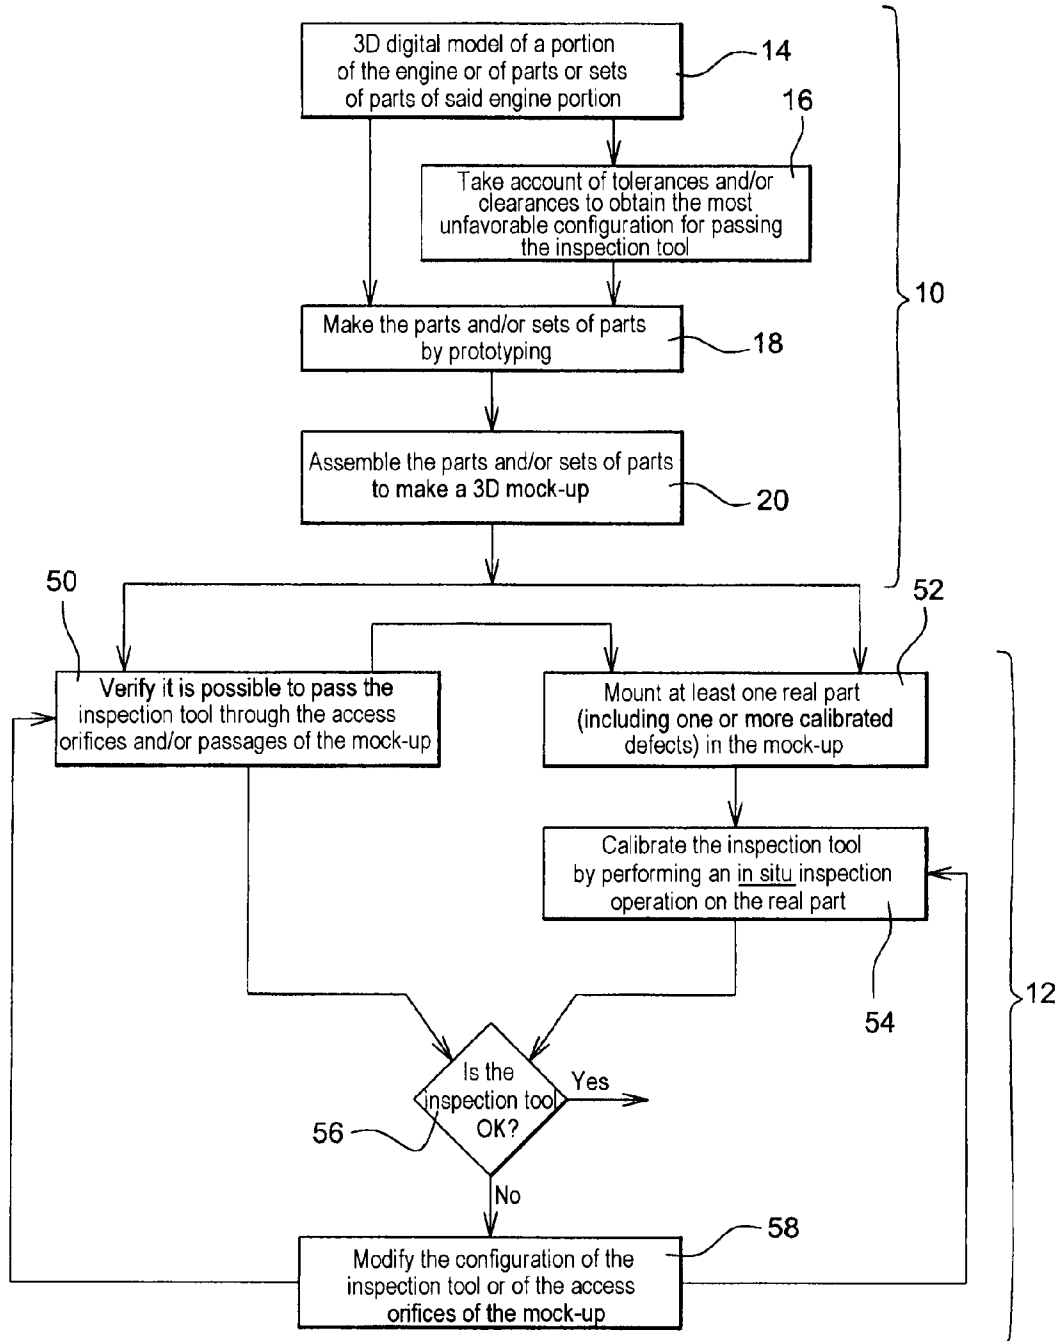 3D digital model of a portion
of the engine or of parts or sets
of parts of said engine portion
14
16
Take account of tolerances and/or
clearances to obtain the most
unfavorable configuration for passing
the inspection tool
10
Make the parts and/or sets of parts
by prototyping
18
Assemble the parts and/or sets of parts
to make a 3D mock-up
20
50
52
Verify it is possible to pass the
inspection tool through the access
orifices and/or passages of the mock-up
Mount at least one real part
(including one or more calibrated
defects) in the mock-up
Calibrate the inspection tool
by performing an in situ inspection
operation on the real part
54
12
Is the
inspection tool
OK?
Yes
56
No
58
Modify the configuration of the
inspection tool or of the access
orifices of the mock-up